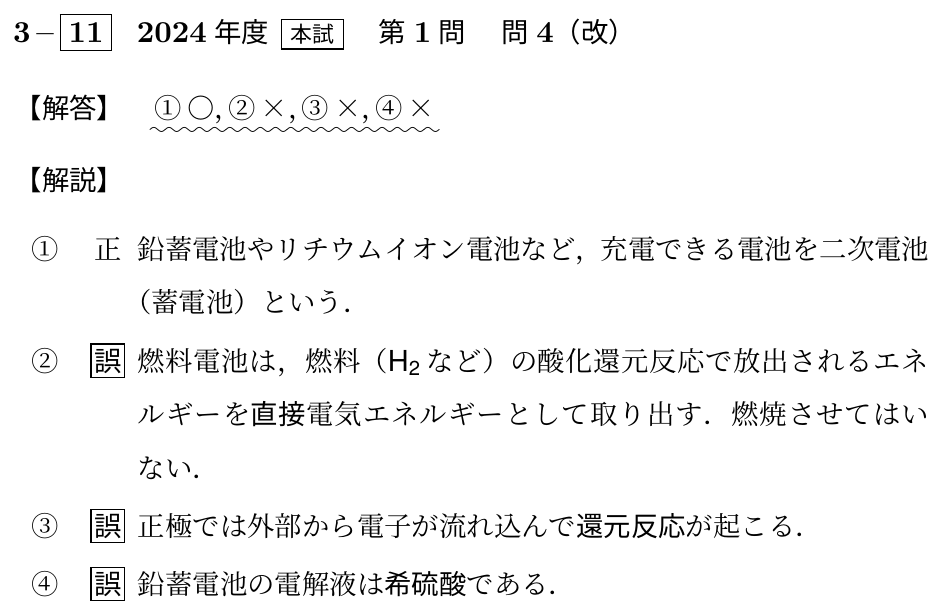 3–11 2024 年度 本試 第 1 問 問 4（改）
【解答】 ① ○, ② ×, ③ ×, ④ ×
【解説】
① 正 鉛蓄電池やリチウムイオン電池など，充電できる電池を二次電池
（蓄電池）という．
② 誤 燃料電池は，燃料（H₂ など）の酸化還元反応で放出されるエネ
ルギーを直接電気エネルギーとして取り出す．燃焼させてはい
ない．
③ 誤 正極では外部から電子が流れ込んで還元反応が起こる．
④ 誤 鉛蓄電池の電解液は希硫酸である．